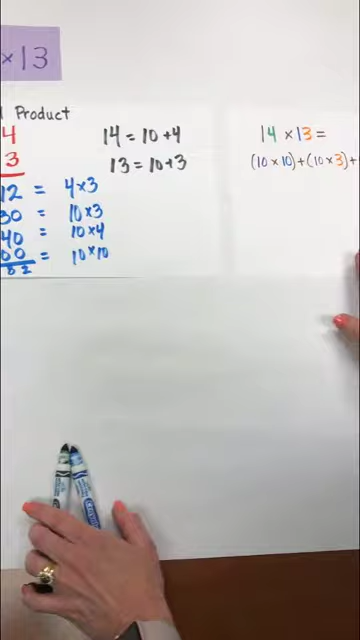 ×13
Product
4
3
12 = 4×3
30 = 10×3
40 = 10×4
00 = 10×10
82
14 = 10+4
13 = 10+3
14 ×13 =
(10×10)+(10×3)+